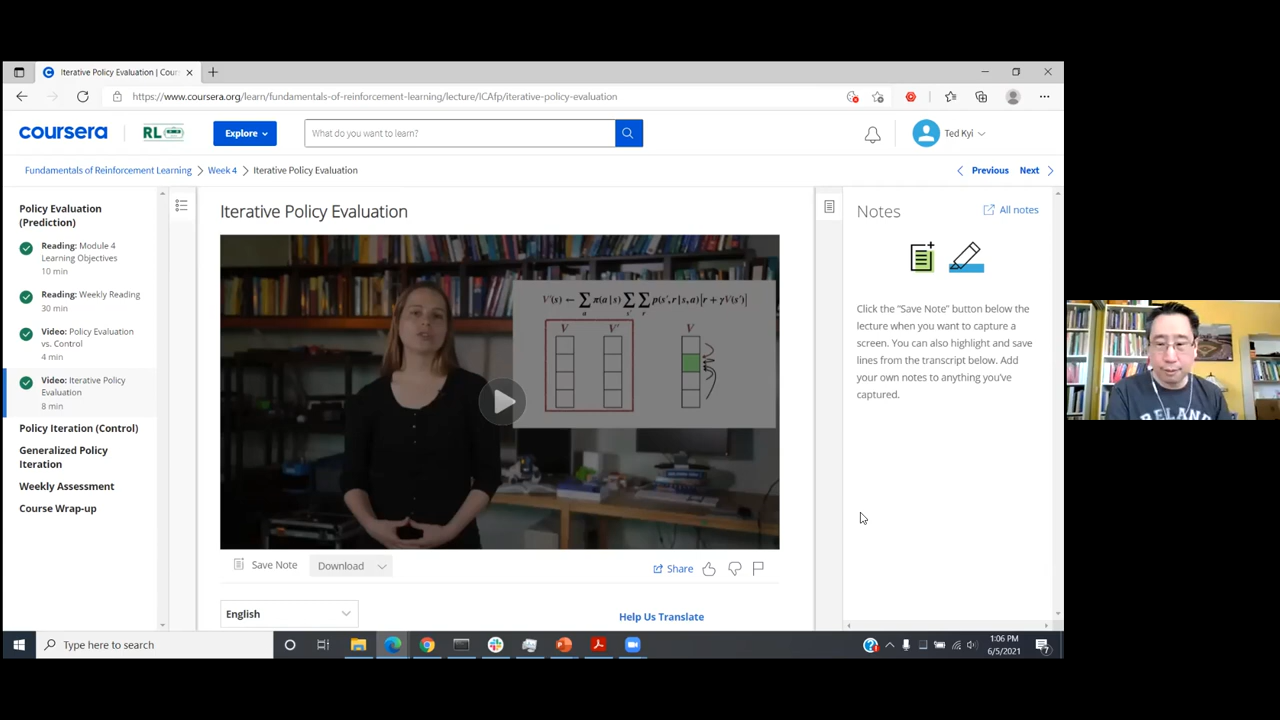 Iterative Policy Evaluation | Cour
https://www.coursera.org/learn/fundamentals-of-reinforcement-learning/lecture/ICAfp/iterative-policy-evaluation
coursera
RL
Explore
What do you want to learn?
Ted Kyi
Fundamentals of Reinforcement Learning
Week 4
Iterative Policy Evaluation
Previous
Next
Policy Evaluation
(Prediction)
Reading: Module 4
Learning Objectives
10 min
Reading: Weekly Reading
30 min
Video: Policy Evaluation
vs. Control
4 min
Video: Iterative Policy
Evaluation
8 min
Policy Iteration (Control)
Generalized Policy
Iteration
Weekly Assessment
Course Wrap-up
Iterative Policy Evaluation
V(s) ← ∑ π(a|s) ∑ ∑ p(s',r|s,a)[r + γV(s')]
a s' r
V V' V
Save Note
Download
Share
English
Help Us Translate
Notes
All notes
Click the "Save Note" button below the
lecture when you want to capture a
screen. You can also highlight and save
lines from the transcript below. Add
your own notes to anything you've
captured.
Type here to search
1:06 PM
6/5/2021
7